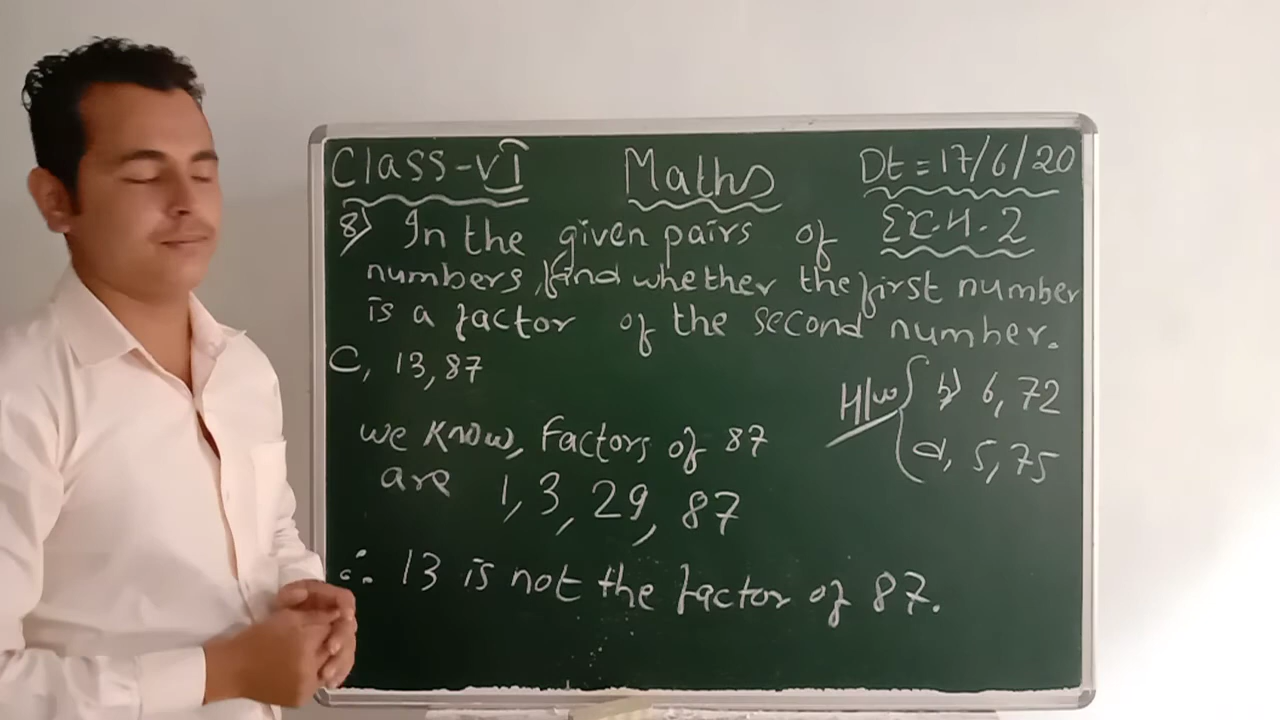 Class-VI Maths Dt=17/6/20
EX.4.2
8) In the given pairs of
numbers, find whether the first number
is a factor of the second number.
C, 13, 87
H/w { b) 6, 72
d, 5, 75
we know, Factors of 87
are 1, 3, 29, 87
∴ 13 is not the factor of 87.